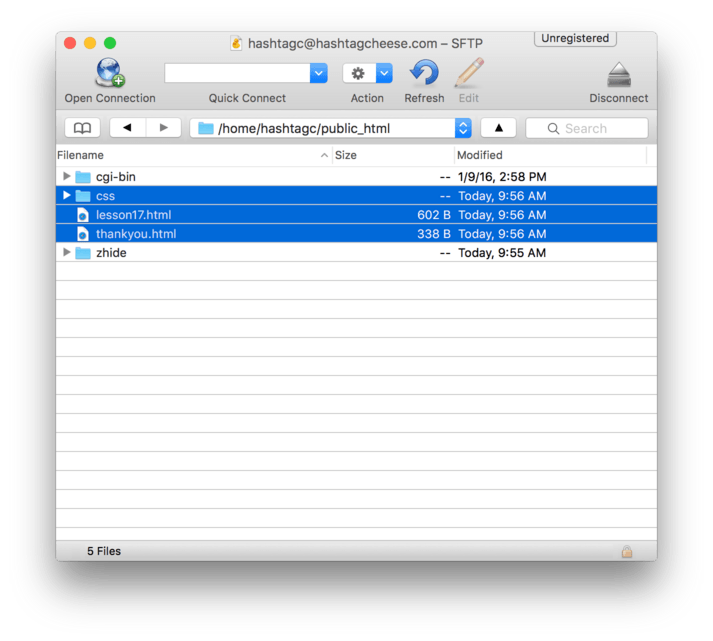 hashtagc@hashtagcheese.com – SFTP
Unregistered
Open Connection Quick Connect Action Refresh Edit Disconnect
/home/hashtagc/public_html Search
Filename Size Modified
cgi-bin -- 1/9/16, 2:58 PM
css -- Today, 9:56 AM
lesson17.html 602 B Today, 9:56 AM
thankyou.html 338 B Today, 9:56 AM
zhide -- Today, 9:55 AM
5 Files